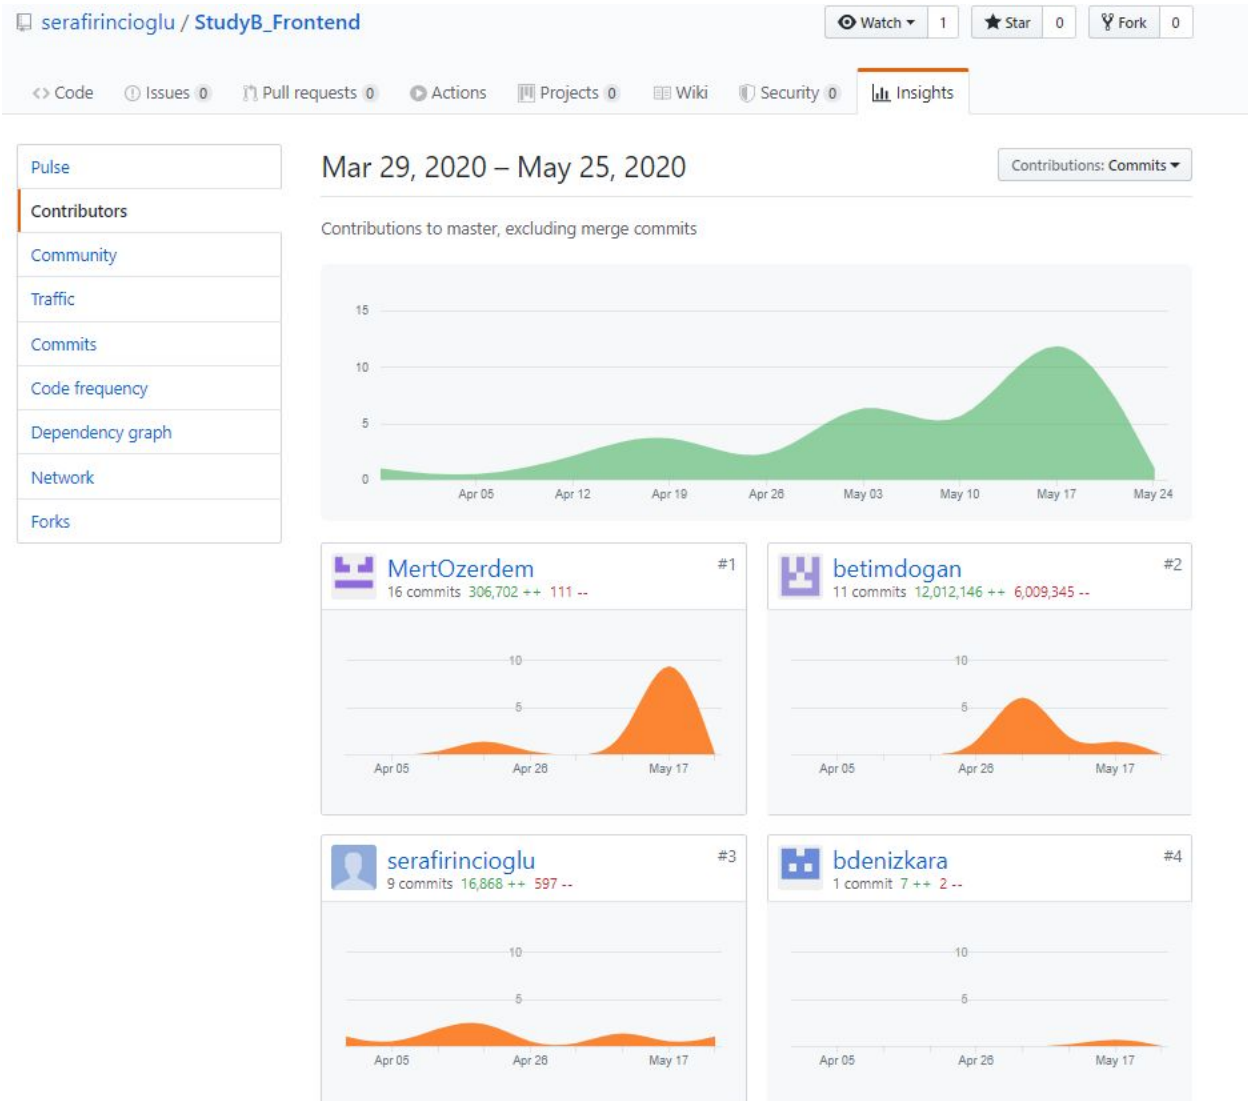 serafirincioglu / StudyB_Frontend
Watch 1 Star 0 Fork 0
Code Issues 0 Pull requests 0 Actions Projects 0 Wiki Security 0 Insights
Pulse
Contributors
Community
Traffic
Commits
Code frequency
Dependency graph
Network
Forks
Mar 29, 2020 – May 25, 2020
Contributions: Commits
Contributions to master, excluding merge commits
15
10
5
0
Apr 05 Apr 12 Apr 19 Apr 26 May 03 May 10 May 17 May 24
MertOzerdem #1
16 commits 306,702 ++ 111 --
10
5
Apr 05 Apr 26 May 17
betimdogan #2
11 commits 12,012,146 ++ 6,009,345 --
10
5
Apr 05 Apr 26 May 17
serafirincioglu #3
9 commits 16,868 ++ 597 --
10
5
Apr 05 Apr 26 May 17
bdenizkara #4
1 commit 7 ++ 2 --
10
5
Apr 05 Apr 26 May 17